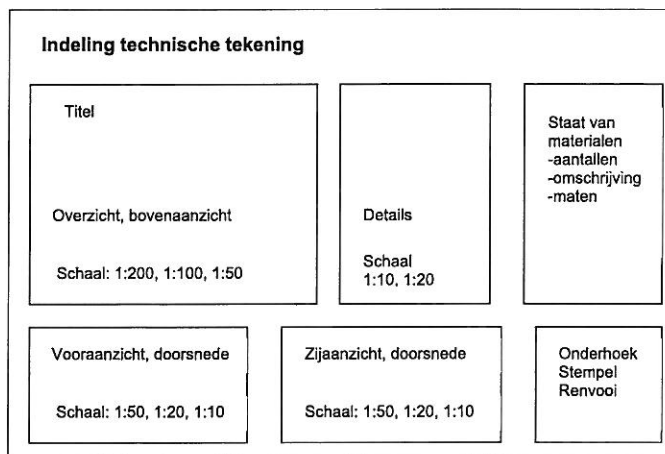 Indeling technische tekening
Titel
Overzicht, bovenaanzicht
Schaal: 1:200, 1:100, 1:50
Details
Schaal
1:10, 1:20
Staat van
materialen
-aantallen
-omschrijving
-maten
Vooraanzicht, doorsnede
Schaal: 1:50, 1:20, 1:10
Zijaanzicht, doorsnede
Schaal: 1:50, 1:20, 1:10
Onderhoek
Stempel
Renvooi